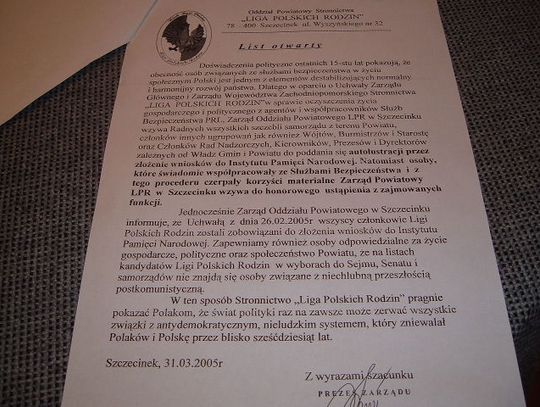 Oddział Powiatowy Stronnictwa
„LIGA POLSKICH RODZIN"
78 - 400 Szczecinek ul. Wyszyńskiego nr 32
List otwarty
Doświadczenia polityczne ostatnich 15-stu lat pokazują, że
obecność osób związanych ze służbami bezpieczeństwa w życiu
społecznym Polski jest jednym z elementów destabilizujących normalny
i harmonijny rozwój państwa. Dlatego w oparciu o Uchwały Zarządu
Głównego i Zarządu Województwa Zachodniopomorskiego Stronnictwa
"LIGA POLSKICH RODZIN" w sprawie oczyszczenia życia
gospodarczego i politycznego z agentów i współpracowników Służb
Bezpieczeństwa PRL, Zarząd Oddziału Powiatowego LPR w Szczecinku
wzywa Radnych wszystkich szczebli samorządu z terenu Powiatu,
członków innych ugrupowań jak również Wójtów, Burmistrzów i Starostę
oraz Członków Rad Nadzorczych, Kierowników, Prezesów i Dyrektorów
zależnych od Władz Gmin i Powiatu do poddania się autolustracji przez
złożenie wniosków do Instytutu Pamięci Narodowej. Natomiast osoby,
które świadomie współpracowały ze Służbami Bezpieczeństwa i z
tego procederu czerpały korzyści materialne Zarząd Powiatowy
LPR w Szczecinku wzywa do honorowego ustąpienia z zajmowanych
funkcji.
Jednocześnie Zarząd Oddziału Powiatowego w Szczecinku
informuje, że Uchwałą z dnia 26.02.2005r wszyscy członkowie Ligi
Polskich Rodzin zostali zobowiązani do złożenia wniosków do Instytutu
Pamięci Narodowej. Zapewniamy również osoby odpowiedzialne za życie
gospodarcze, polityczne oraz społeczeństwo Powiatu, że na listach
kandydatów Ligi Polskich Rodzin w wyborach do Sejmu, Senatu i
samorządów nie znajdą się osoby związane z niechlubną przeszłością
postkomunistyczną.
W ten sposób Stronnictwo „Liga Polskich Rodzin" pragnie
pokazać Polakom, że świat polityki raz na zawsze może zerwać wszystkie
związki z antydemokratycznym, nieludzkim systemem, który zniewalał
Polaków i Polskę przez blisko sześćdziesiąt lat.
Szczecinek, 31.03.2005r
Z wyrazami szacunku
PREZES ZARZĄDU